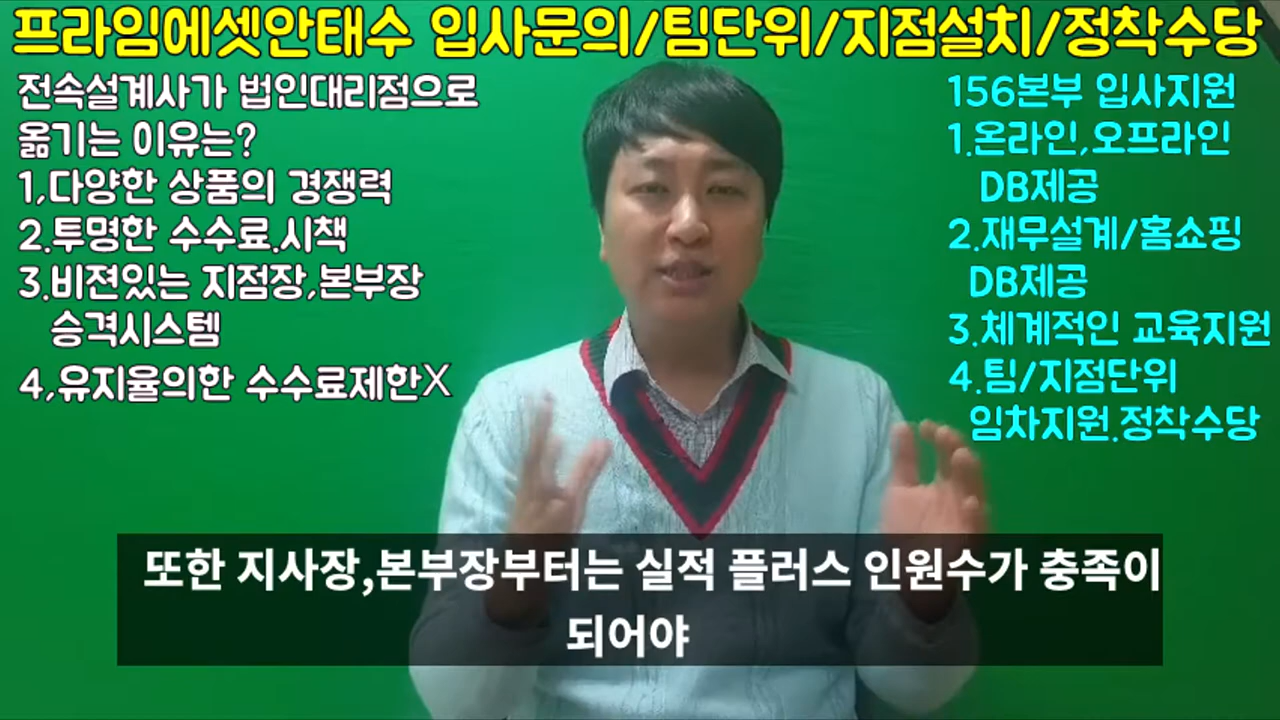 프라임에셋안태수 입사문의/팀단위/지점설치/정착수당
전속설계사가 법인대리점으로
옮기는 이유는?
1,다양한 상품의 경쟁력
2.투명한 수수료.시책
3.비젼있는 지점장,본부장
승격시스템
4,유지율의한 수수료제한X
156본부 입사지원
1.온라인,오프라인
DB제공
2.재무설계/홈쇼핑
DB제공
3.체계적인 교육지원
4.팀/지점단위
임차지원.정착수당
또한 지사장,본부장부터는 실적 플러스 인원수가 충족이
되어야